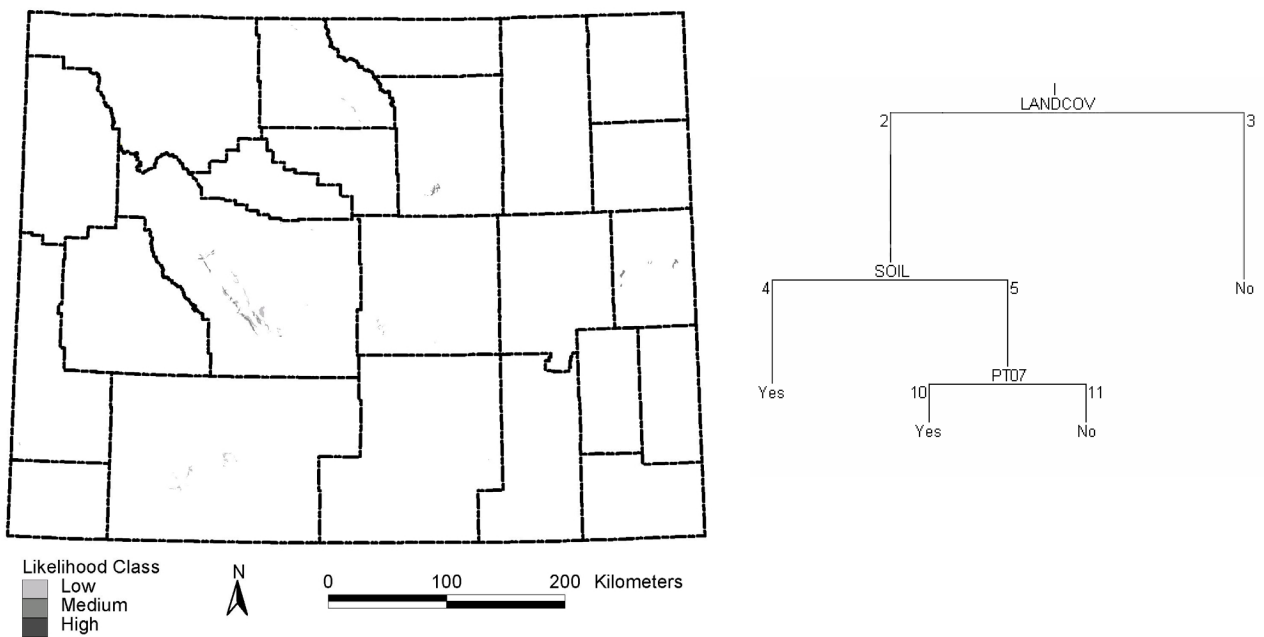 Likelihood Class
Low
Medium
High
N
0 100 200 Kilometers
1
LANDCOV
2 3
SOIL
4 5
No
PT07
Yes
10 11
Yes No